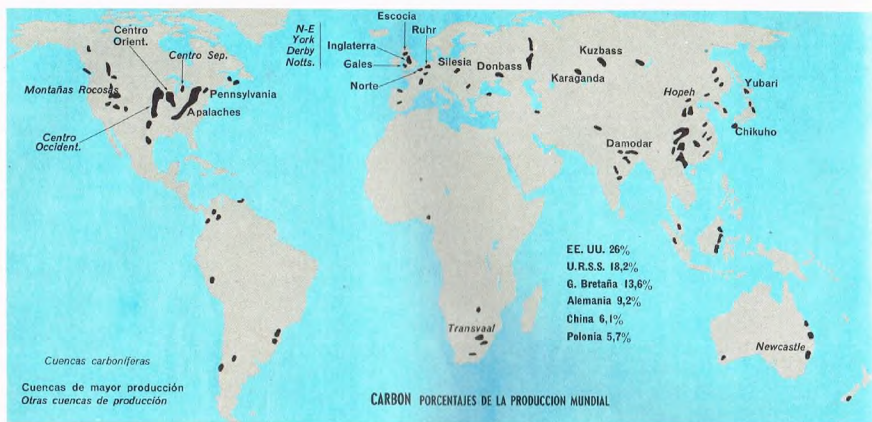 Escocia
Centro
Orient.
N-E
York
Derby
Notts.
Ruhr
Centro Sep.
Inglaterra
Gales
Silesia
Donbass
Kuzbass
Norte
Karaganda
Montañas Rocosas
Pennsylvania
Hopeh
Yubari
Apalaches
Chikuho
Centro
Occident.
Damodar
EE. UU. 26%
U.R.S.S. 18,2%
G. Bretaña 13,6%
Alemania 9,2%
China 6,1%
Polonia 5,7%
Transvaal
Newcastle
Cuencas carboníferas
Cuencas de mayor producción
Otras cuencas de producción
CARBON PORCENTAJES DE LA PRODUCCION MUNDIAL